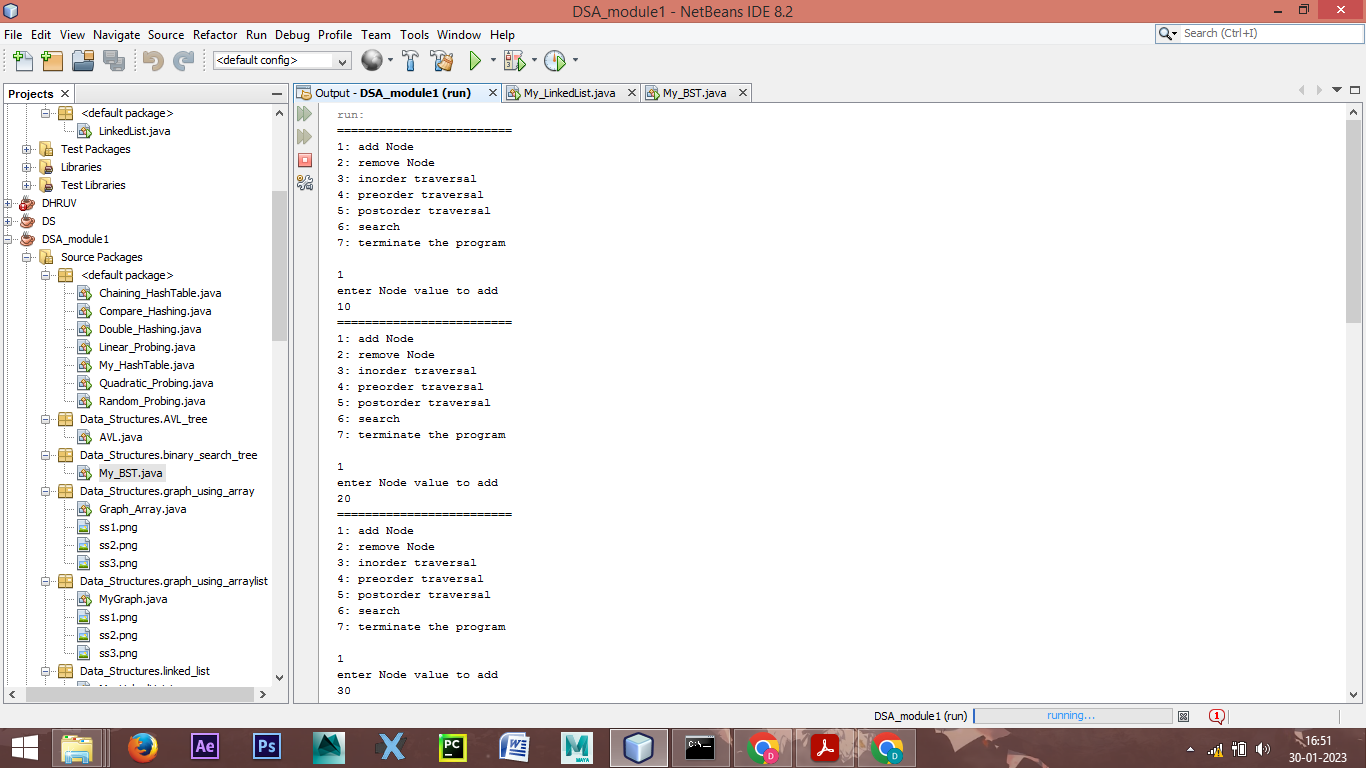 DSA_module1 - NetBeans IDE 8.2
File Edit View Navigate Source Refactor Run Debug Profile Team Tools Window Help
Search (Ctrl+I)
<default config>
Projects
<default package>
LinkedList.java
Test Packages
Libraries
Test Libraries
DHRUV
DS
DSA_module1
Source Packages
<default package>
Chaining_HashTable.java
Compare_Hashing.java
Double_Hashing.java
Linear_Probing.java
My_HashTable.java
Quadratic_Probing.java
Random_Probing.java
Data_Structures.AVL_tree
AVL.java
Data_Structures.binary_search_tree
My_BST.java
Data_Structures.graph_using_array
Graph_Array.java
ss1.png
ss2.png
ss3.png
Data_Structures.graph_using_arraylist
MyGraph.java
ss1.png
ss2.png
ss3.png
Data_Structures.linked_list
Output - DSA_module1 (run)
My_LinkedList.java
My_BST.java
run:
=========================
1: add Node
2: remove Node
3: inorder traversal
4: preorder traversal
5: postorder traversal
6: search
7: terminate the program
1
enter Node value to add
10
=========================
1: add Node
2: remove Node
3: inorder traversal
4: preorder traversal
5: postorder traversal
6: search
7: terminate the program
1
enter Node value to add
20
=========================
1: add Node
2: remove Node
3: inorder traversal
4: preorder traversal
5: postorder traversal
6: search
7: terminate the program
1
enter Node value to add
30
DSA_module1 (run)
running...
1
Ae
Ps
X
PC
W
M
MAYA
C:\_
D
D
16:51
30-01-2023